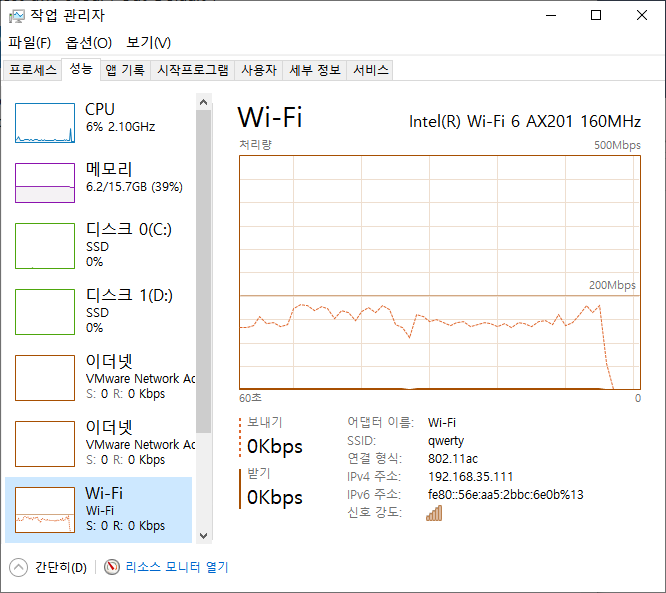 작업 관리자
파일(F) 옵션(O) 보기(V)
프로세스 성능 앱 기록 시작프로그램 사용자 세부 정보 서비스
CPU
6% 2.10GHz
메모리
6.2/15.7GB (39%)
디스크 0(C:)
SSD
0%
디스크 1(D:)
SSD
0%
이더넷
VMware Network Ac
S: 0 R: 0 Kbps
이더넷
VMware Network Ac
S: 0 R: 0 Kbps
Wi-Fi
Wi-Fi
S: 0 R: 0 Kbps
Wi-Fi
Intel(R) Wi-Fi 6 AX201 160MHz
처리량
500Mbps
200Mbps
60초
0
보내기
0Kbps
받기
0Kbps
어댑터 이름: Wi-Fi
SSID: qwerty
연결 형식: 802.11ac
IPv4 주소: 192.168.35.111
IPv6 주소: fe80::56e:aa5:2bbc:6e0b%13
신호 강도:
간단히(D)
리소스 모니터 열기